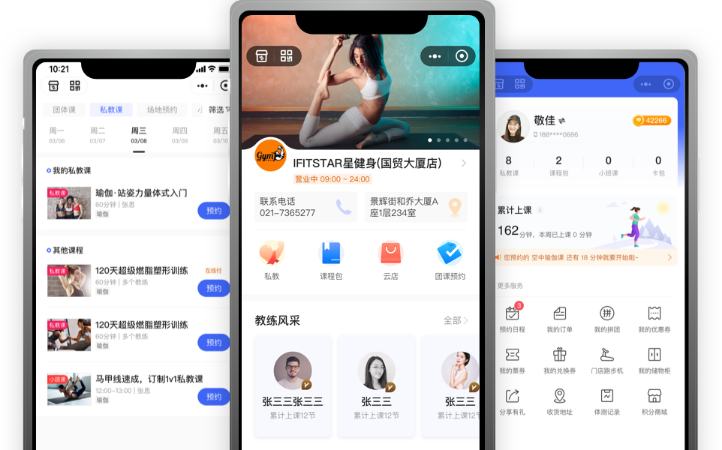 10:21
团体课
私教课
场地预约
筛选
周一
03/06
周二
03/07
周三
03/08
周四
03/09
周五
03/10
我的私教课
私教课
瑜伽·站姿力量体式入门
60分钟 | 张思
瑜伽
预约
其他课程
私教课
120天超级燃脂塑形训练
在线付
60分钟 | 多个教练
瑜伽
预约
私教课
120天超级燃脂塑形训练
60分钟 | 多个教练
瑜伽
预约
小班课
马甲线速成，订制1v1私教课
12:00-13:00 | 张思
瑜伽
预约
Gym
IFITSTAR星健身(国贸大厦店)
营业中 09:00 ~ 24:00
联系电话
021-7365277
景辉街和乔大厦A
座1层234室
私教
课程包
云店
团课预约
教练风采
全部
张三三张三三
累计上课12节
张三三
累计上课12节
张三
累计上课
敬佳
188****0666
42266
8
私教课
2
课程包
0
小班课
0
卡包
累计上课
162分钟，本周已上课 0 分钟
您预约的 空中瑜伽课 还有 18 分钟就要开始啦~
更多服务
3
预约日程
我的订单
拼
我的拼团
我的优惠券
我的票券
我的兑换券
门店跑步机
我的储物柜
分享有礼
收货地址
体测记录
积分商城